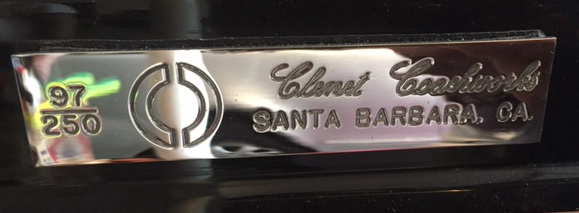 97
250
Clenet Coachworks
SANTA BARBARA, CA.